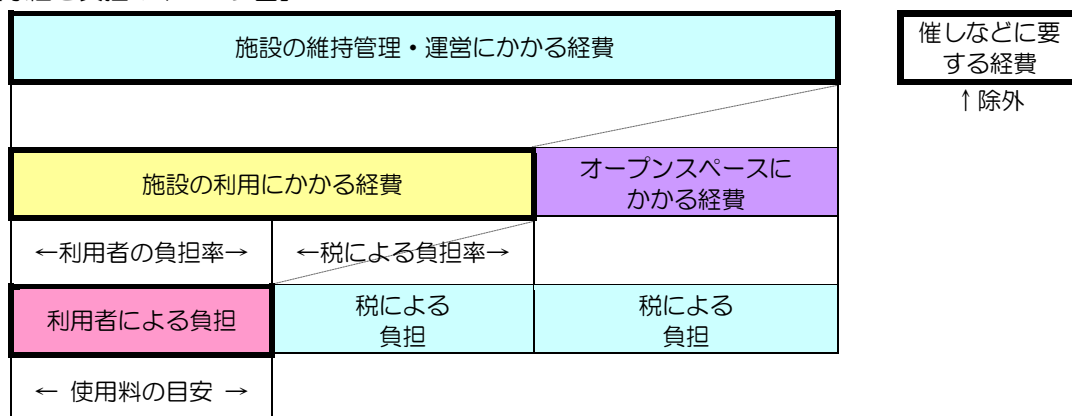 施設の維持管理・運営にかかる経費
催しなどに要
する経費
↑除外
施設の利用にかかる経費
オープンスペースに
かかる経費
←利用者の負担率→
←税による負担率→
利用者による負担
税による
負担
税による
負担
← 使用料の目安 →